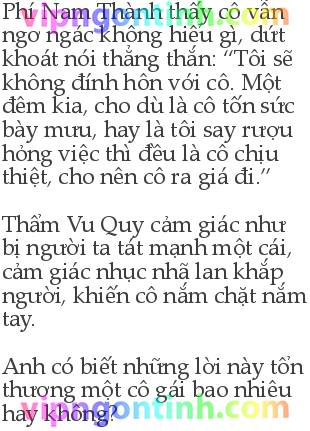 Phí Nam Thành thấy cô vẫn
ngơ ngác không hiểu gì, dứt
khoát nói thẳng thắn: “Tôi sẽ
không đính hôn với cô. Một
đêm kia, cho dù là cô tốn sức
bày mưu, hay là tôi say rượu
hỏng việc thì đều là cô chịu
thiệt, cho nên cô ra giá đi.”
Thẩm Vu Quy cảm giác như
bị người ta tát mạnh một cái,
cảm giác nhục nhã lan khắp
người, khiến cô nắm chặt nắm
tay.
Anh có biết những lời này tổn
thương một cô gái bao nhiêu
hay không?
vipngontinh.com
vipngontinh.com